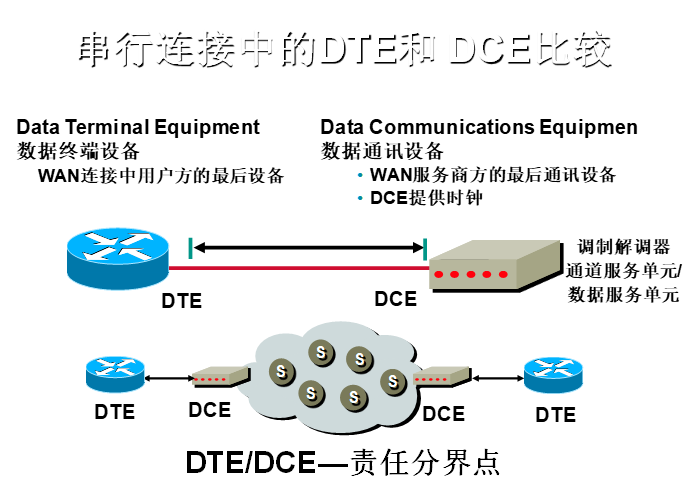 串行连接中的DTE和 DCE比较
Data Terminal Equipment
数据终端设备
WAN连接中用户方的最后设备
Data Communications Equipmen
数据通讯设备
• WAN服务商方的最后通讯设备
• DCE提供时钟
DTE
DCE
调制解调器
通道服务单元/
数据服务单元
S
S
S
S
S
S
DTE
DCE
DCE
DTE
DTE/DCE—责任分界点